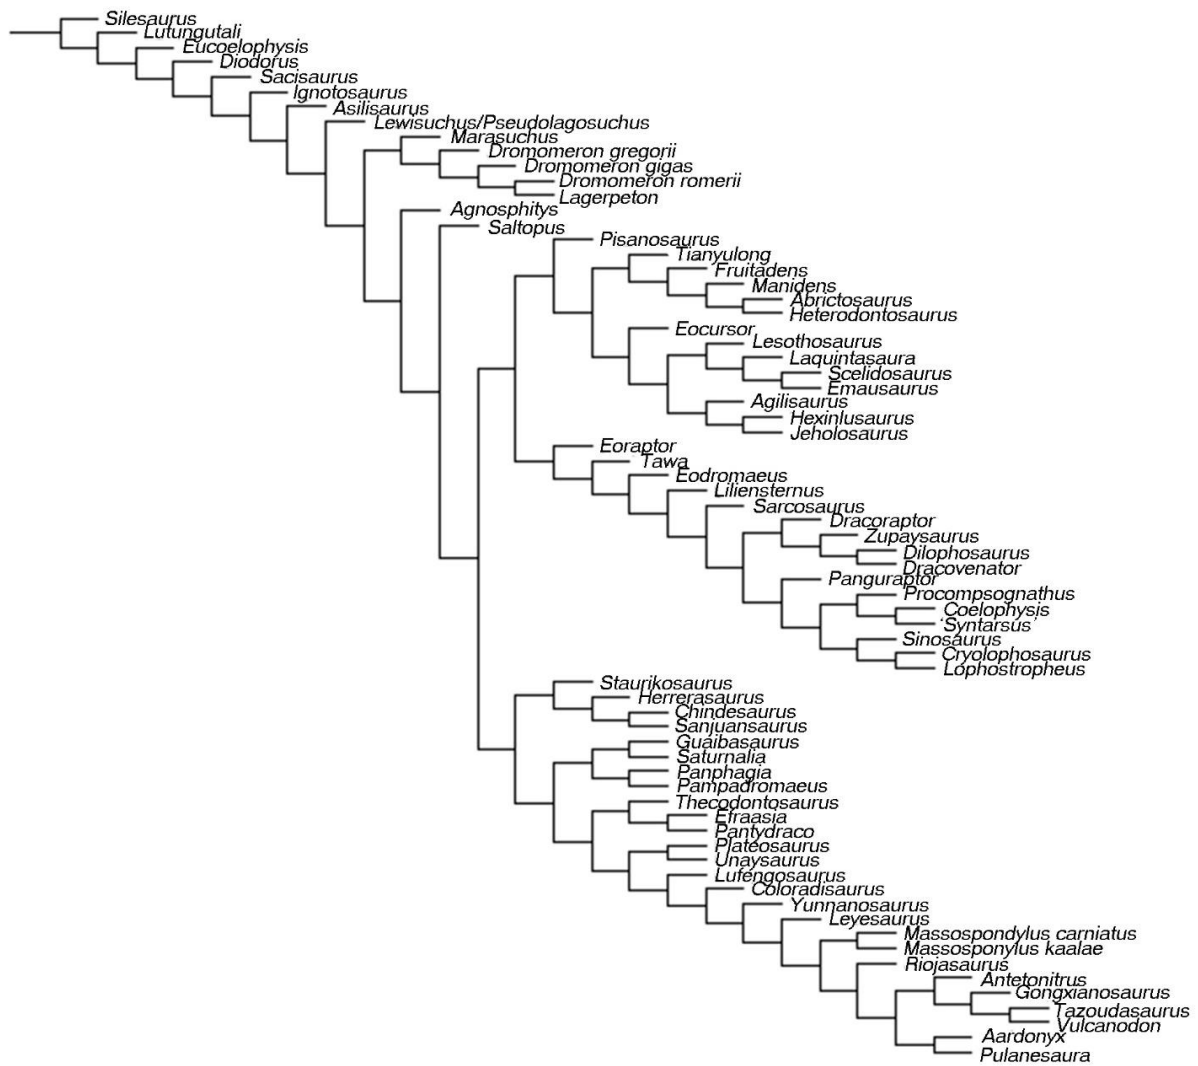 Silesaurus
Lutungutali
Eucoelophysis
Diodorus
Sacisaurus
Ignotosaurus
Asilisaurus
Lewisuchus/Pseudolagosuchus
Marasuchus
Dromomeron gregorii
Dromomeron gigas
Dromomeron romerii
Lagerpeton
Agnosphitys
Saltopus
Pisanosaurus
Tianyulong
Fruitadens
Manidens
Abrictosaurus
Heterodontosaurus
Eocursor
Lesothosaurus
Laquintasaura
Scelidosaurus
Emausaurus
Agilisaurus
Hexinlusaurus
Jeholosaurus
Eoraptor
Tawa
Eodromaeus
Liliensternus
Sarcosaurus
Dracoraptor
Zupaysaurus
Dilophosaurus
Dracovenator
Panguraptor
Procompsognathus
Coelophysis
'Syntarsus'
Sinosaurus
Cryolophosaurus
Lophostropheus
Staurikosaurus
Herrerasaurus
Chindesaurus
Sanjuansaurus
Guaibasaurus
Saturnalia
Panphagia
Pampadromaeus
Thecodontosaurus
Efraasia
Pantydraco
Plateosaurus
Unaysaurus
Lufengosaurus
Coloradisaurus
Yunnanosaurus
Leyesaurus
Massospondylus carniatus
Massosponylus kaalae
Riojasaurus
Antetonitrus
Gongxianosaurus
Tazoudasaurus
Vulcanodon
Aardonyx
Pulanesaura